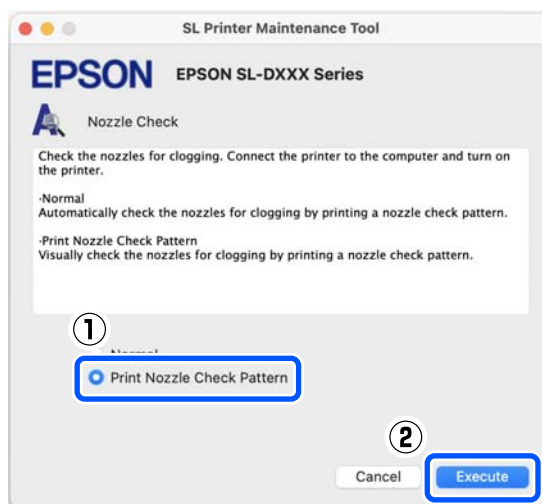 SL Printer Maintenance Tool
EPSON EPSON SL-DXXX Series
Nozzle Check
Check the nozzles for clogging. Connect the printer to the computer and turn on
the printer.
·Normal
Automatically check the nozzles for clogging by printing a nozzle check pattern.
·Print Nozzle Check Pattern
Visually check the nozzles for clogging by printing a nozzle check pattern.
①
Normal
Print Nozzle Check Pattern
②
Cancel Execute